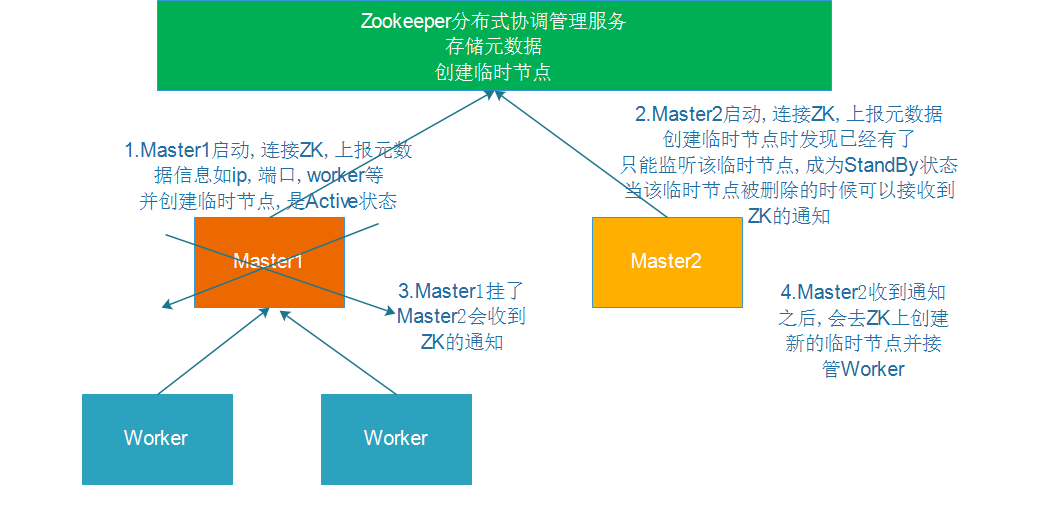 Zookeeper分布式协调管理服务
存储元数据
创建临时节点
1.Master1启动, 连接ZK, 上报元数
据信息如ip, 端口, worker等
并创建临时节点, 是Active状态
2.Master2启动, 连接ZK, 上报元数据
创建临时节点时发现已经有了
只能监听该临时节点, 成为StandBy状态
当该临时节点被删除的时候可以接收到
ZK的通知
Master1
Master2
3.Master1挂了
Master2会收到
ZK的通知
4.Master2收到通知
之后, 会去ZK上创建
新的临时节点并接
管Worker
Worker
Worker